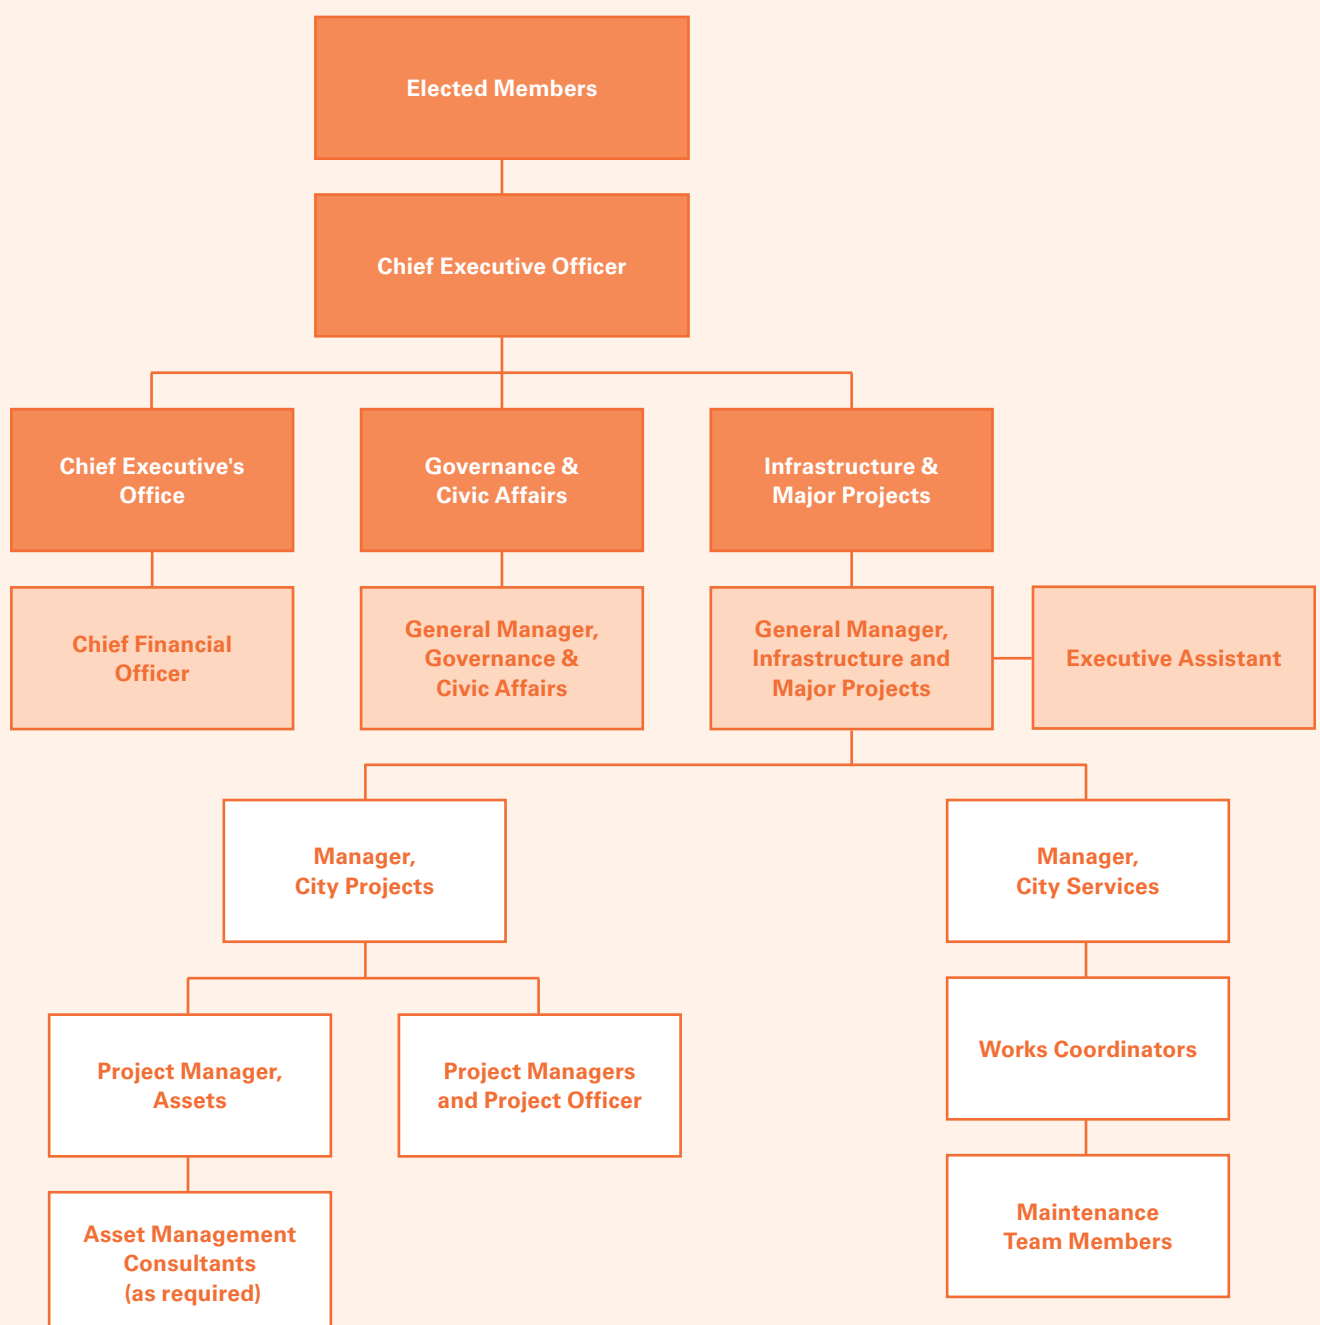 Elected Members
Chief Executive Officer
Chief Executive's
Office
Governance &
Civic Affairs
Infrastructure &
Major Projects
Chief Financial
Officer
General Manager,
Governance &
Civic Affairs
General Manager,
Infrastructure and
Major Projects
Executive Assistant
Manager,
City Projects
Manager,
City Services
Project Manager,
Assets
Project Managers
and Project Officer
Works Coordinators
Asset Management
Consultants
(as required)
Maintenance
Team Members